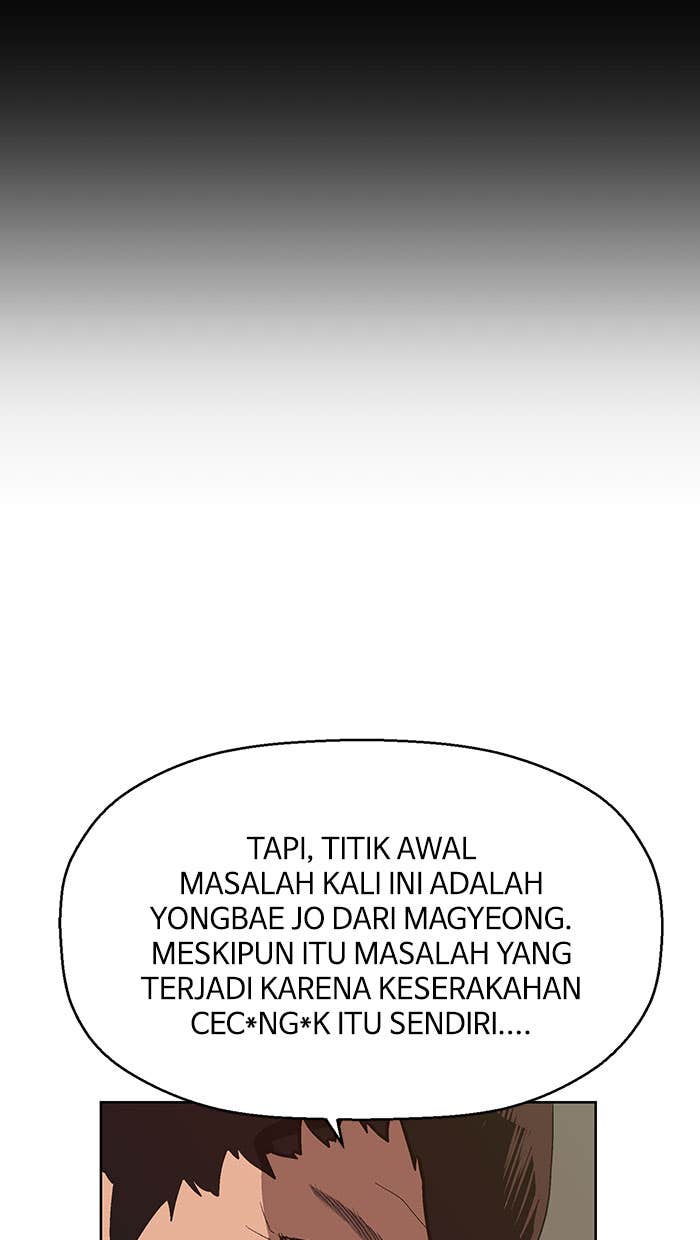 TAPI, TITIK AWAL
MASALAH KALI INI ADALAH
YONGBAE JO DARI MAGYEONG.
MESKIPUN ITU MASALAH YANG
TERJADI KARENA KESERAKAHAN
CEC*NG*K ITU SENDIRI....